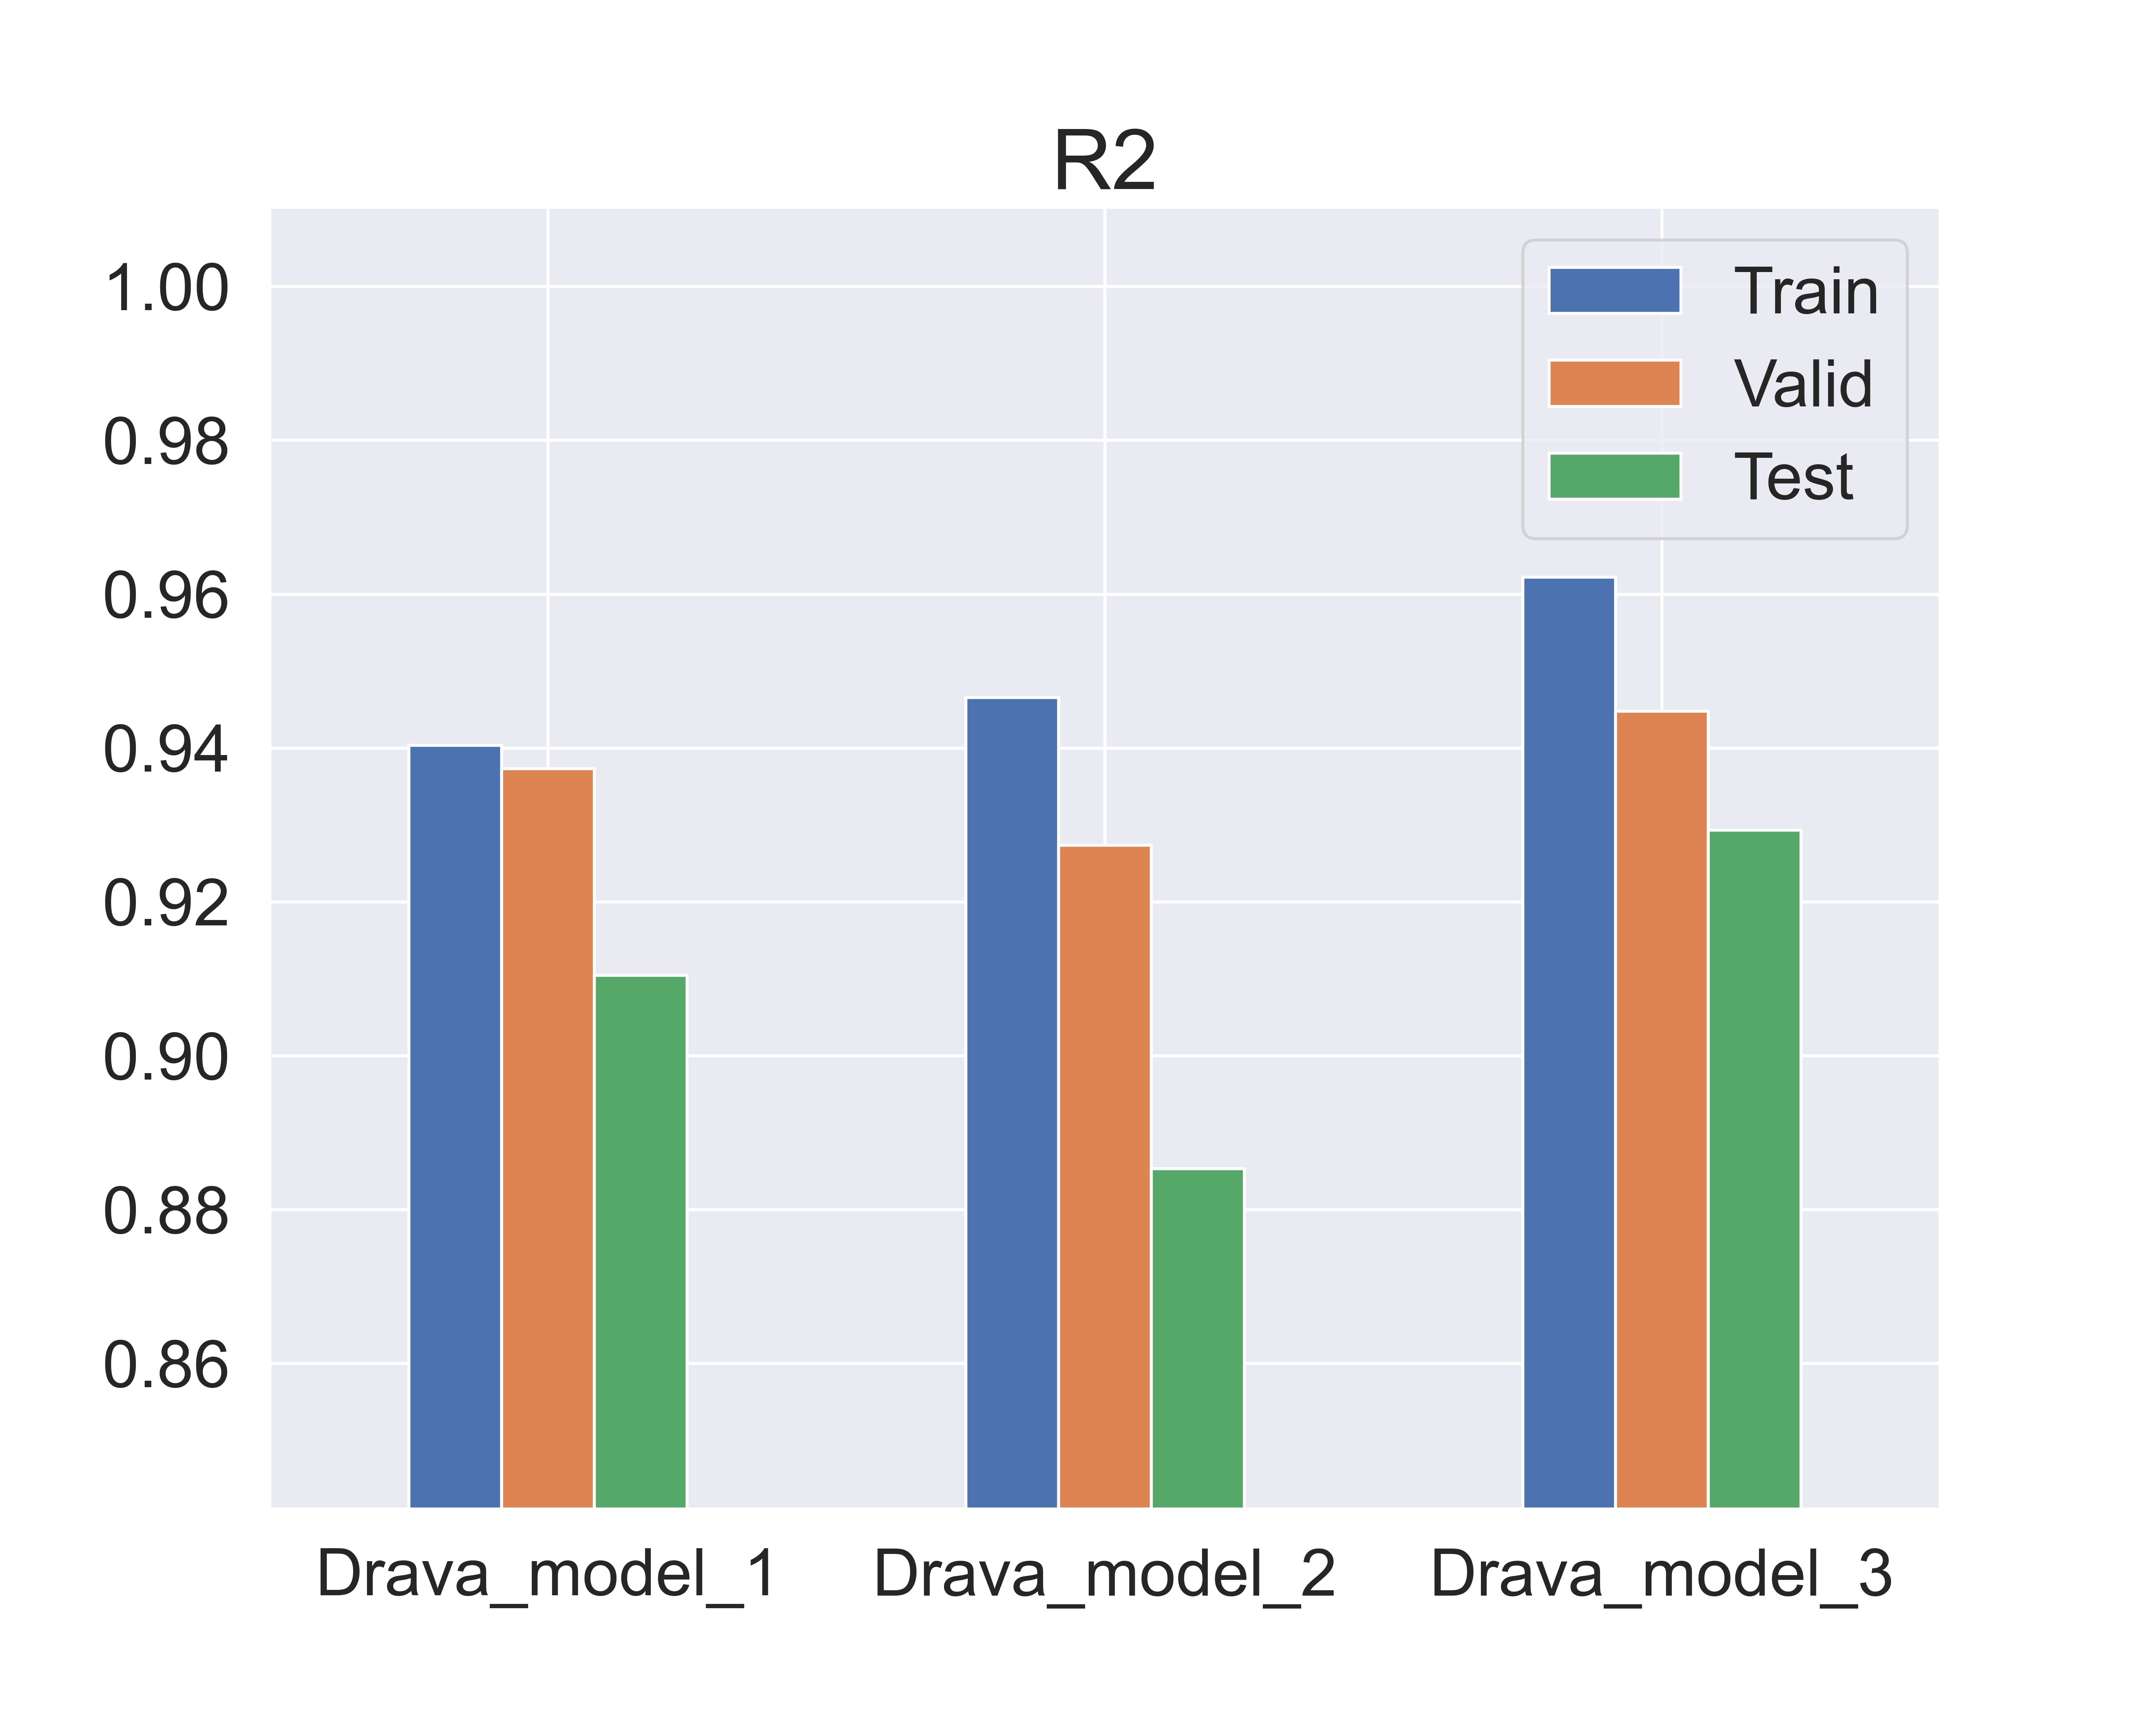 R2
1.00
0.98
0.96
0.94
0.92
0.90
0.88
0.86
Train
Valid
Test
Drava_model_1
Drava_model_2
Drava_model_3